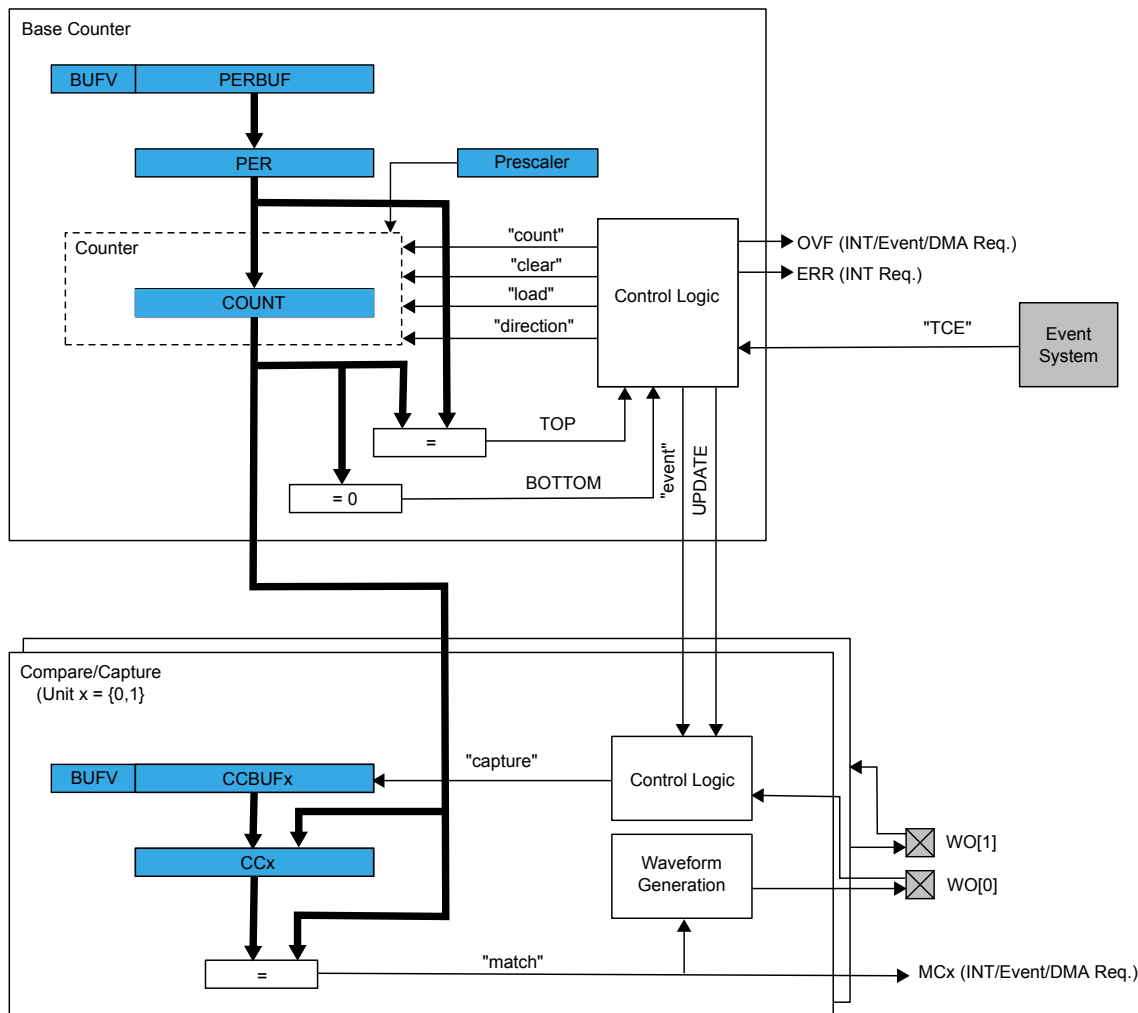 Base Counter
BUFV PERBUF
PER
Prescaler
Counter
COUNT
"count"
"clear"
"load"
"direction"
Control Logic
OVF (INT/Event/DMA Req.)
ERR (INT Req.)
"TCE"
Event
System
=
TOP
= 0
BOTTOM
"event"
UPDATE
Compare/Capture
(Unit x = {0,1}
BUFV CCBUFx
"capture"
Control Logic
CCx
Waveform
Generation
WO[1]
WO[0]
=
"match"
MCx (INT/Event/DMA Req.)